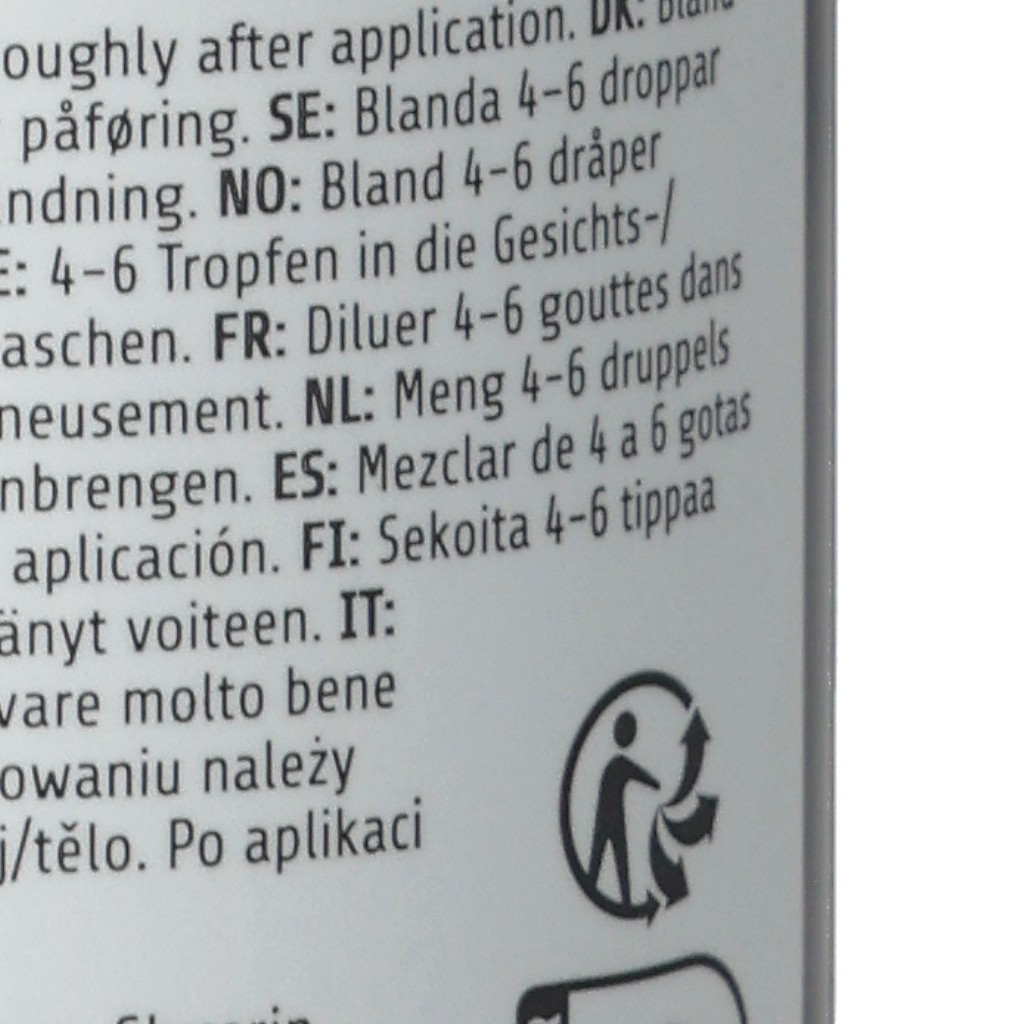 oughly after application. DK: Bland
påføring. SE: Blanda 4–6 droppar
ndning. NO: Bland 4–6 dråper
E: 4–6 Tropfen in die Gesichts-/
aschen. FR: Diluer 4–6 gouttes dans
neusement. NL: Meng 4–6 druppels
nbrengen. ES: Mezclar de 4 a 6 gotas
aplicación. FI: Sekoita 4–6 tippaa
änyt voiteen. IT:
vare molto bene
owaniu należy
j/tělo. Po aplikaci